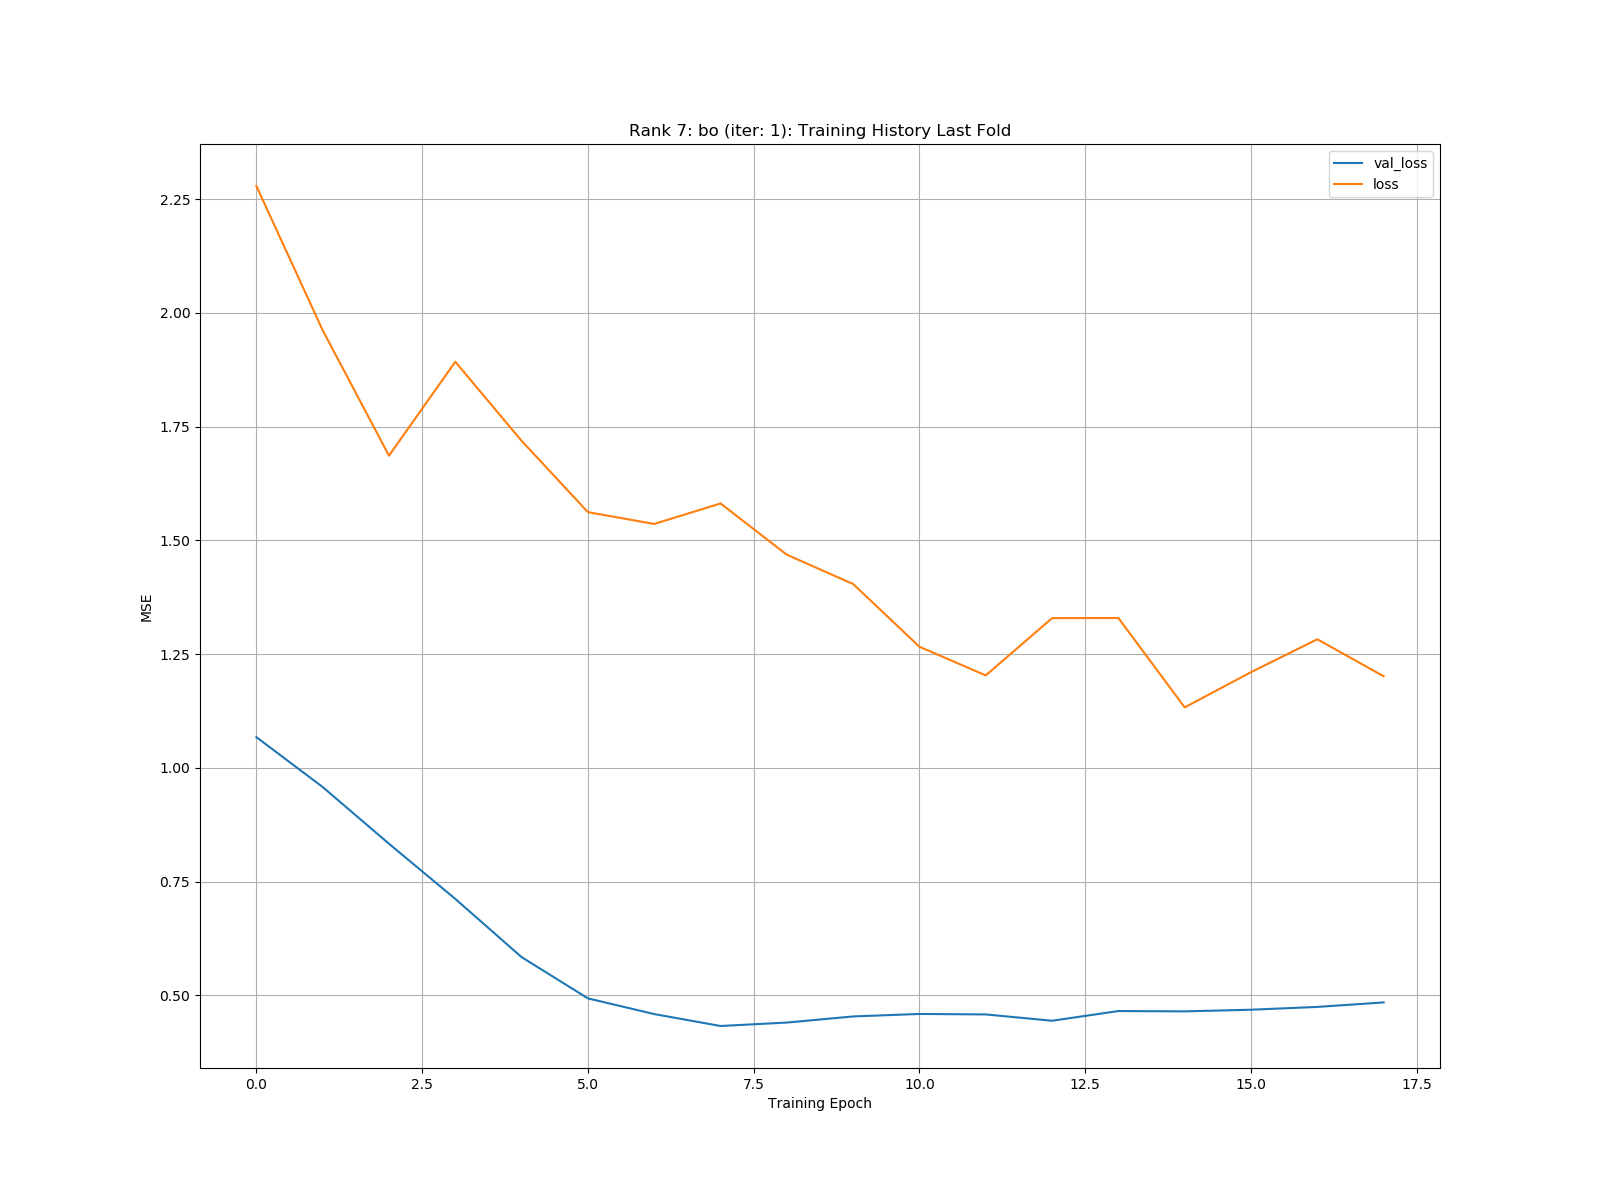 Rank 7: bo (iter: 1): Training History Last Fold
val_loss
loss
2.25
2.00
1.75
1.50
1.25
1.00
0.75
0.50
MSE
0.0 2.5 5.0 7.5 10.0 12.5 15.0 17.5
Training Epoch